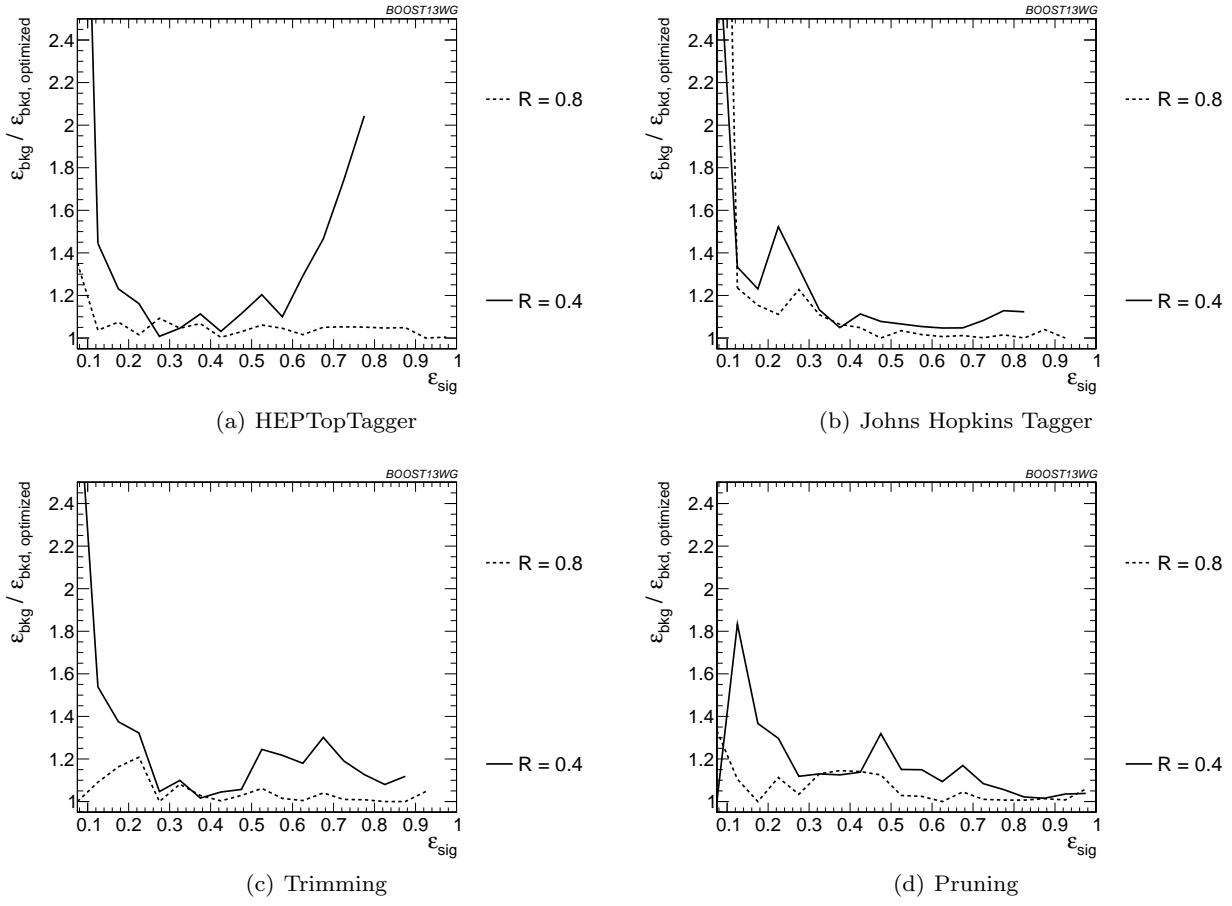 BOOST13WG
ε_bkg / ε_bkd, optimized
2.4
2.2
2
1.8
1.6
1.4
1.2
1
0.1 0.2 0.3 0.4 0.5 0.6 0.7 0.8 0.9 1
ε_sig
R = 0.8
R = 0.4
(a) HEPTopTagger
BOOST13WG
ε_bkg / ε_bkd, optimized
2.4
2.2
2
1.8
1.6
1.4
1.2
1
0.1 0.2 0.3 0.4 0.5 0.6 0.7 0.8 0.9 1
ε_sig
R = 0.8
R = 0.4
(b) Johns Hopkins Tagger
BOOST13WG
ε_bkg / ε_bkd, optimized
2.4
2.2
2
1.8
1.6
1.4
1.2
1
0.1 0.2 0.3 0.4 0.5 0.6 0.7 0.8 0.9 1
ε_sig
R = 0.8
R = 0.4
(c) Trimming
BOOST13WG
ε_bkg / ε_bkd, optimized
2.4
2.2
2
1.8
1.6
1.4
1.2
1
0.1 0.2 0.3 0.4 0.5 0.6 0.7 0.8 0.9 1
ε_sig
R = 0.8
R = 0.4
(d) Pruning